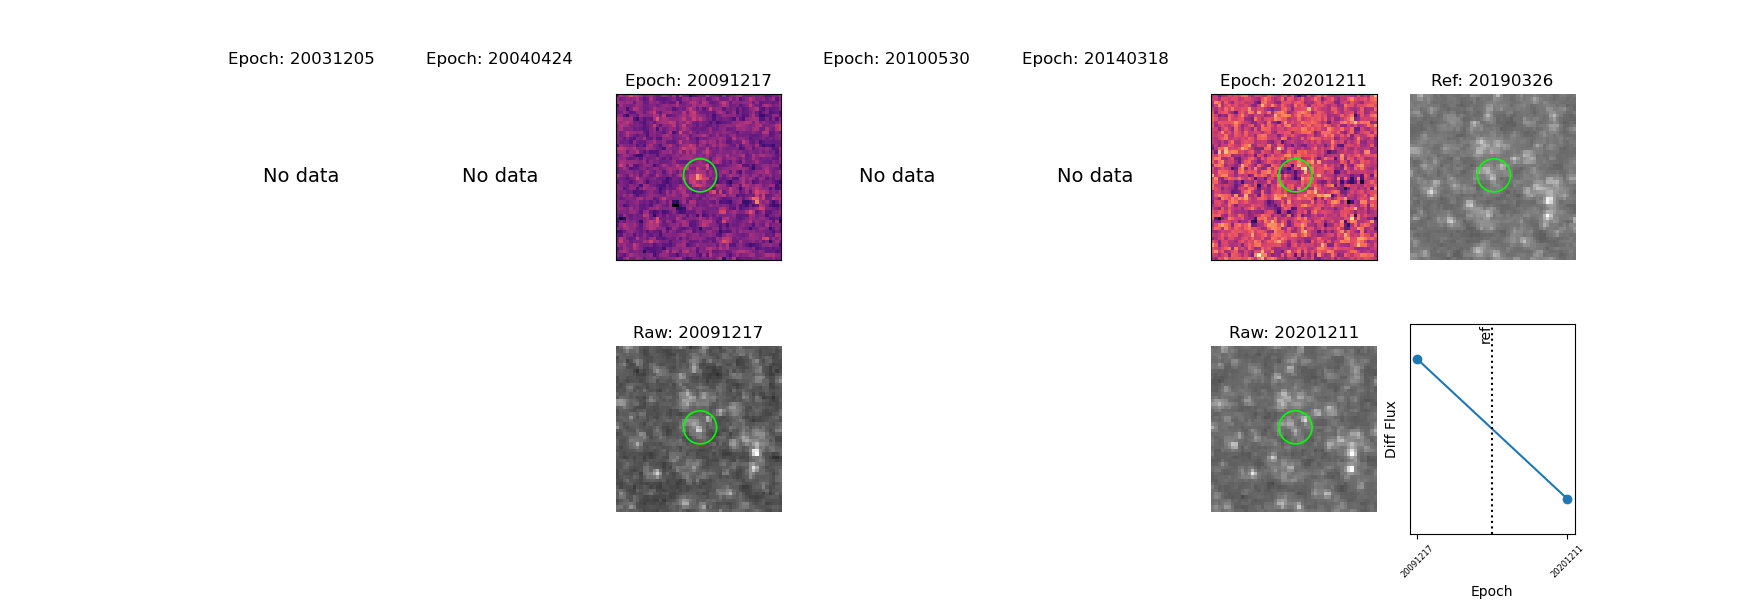 Epoch: 20031205
Epoch: 20040424
Epoch: 20091217
Epoch: 20100530
Epoch: 20140318
Epoch: 20201211
Ref: 20190326
No data
No data
No data
No data
Raw: 20091217
Raw: 20201211
ref
Diff Flux
20091217
20201211
Epoch